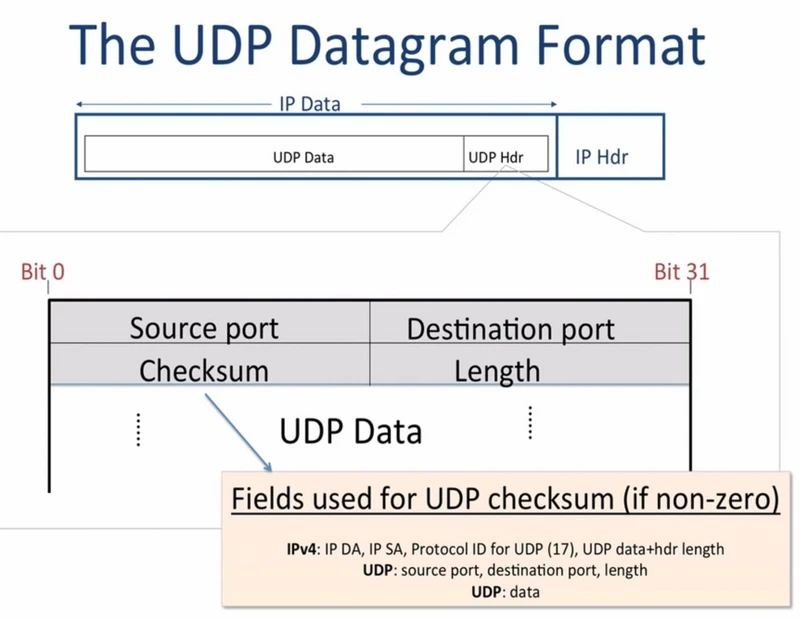 The UDP Datagram Format
IP Data
UDP Data
UDP Hdr
IP Hdr
Bit 0
Bit 31
Source port
Destination port
Checksum
Length
UDP Data
Fields used for UDP checksum (if non-zero)
IPv4: IP DA, IP SA, Protocol ID for UDP (17), UDP data+hdr length
UDP: source port, destination port, length
UDP: data